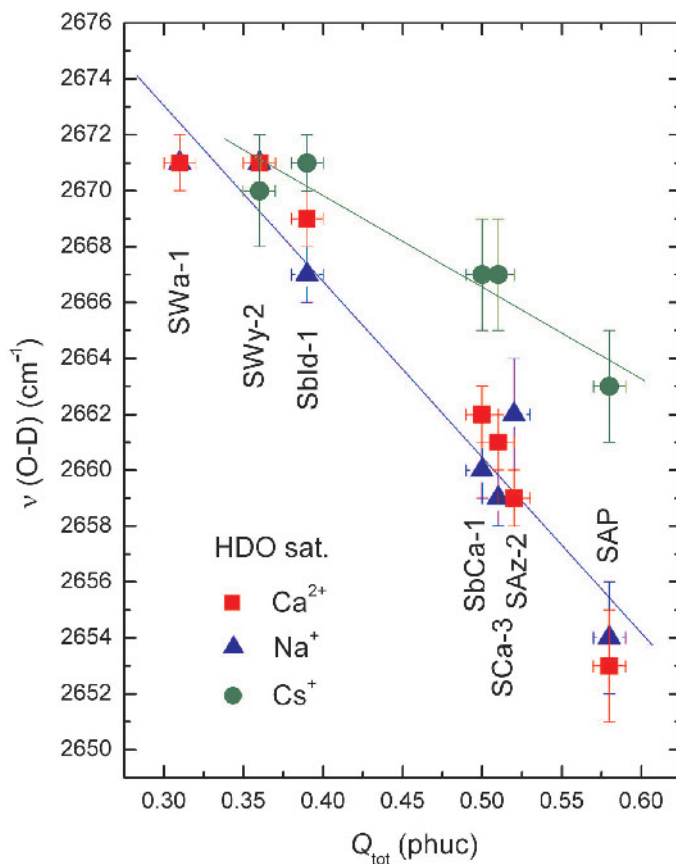 2676
2674
2672
2670
2668
2666
2664
2662
2660
2658
2656
2654
2652
2650
ν (O-D) (cm⁻¹)
SWa-1
SWy-2
SbId-1
SbCa-1
SCa-3
SAz-2
SAP
HDO sat.
Ca²⁺
Na⁺
Cs⁺
0.30 0.35 0.40 0.45 0.50 0.55 0.60
Qtot (phuc)